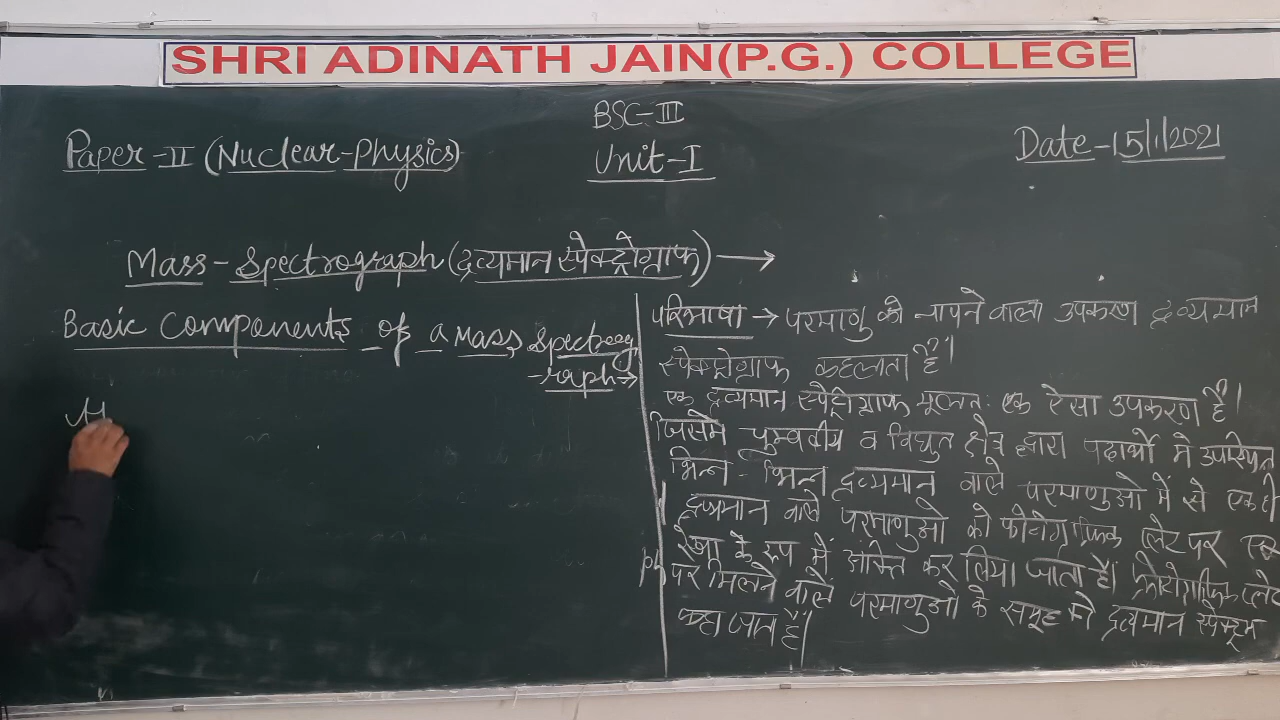 SHRI ADINATH JAIN(P.G.) COLLEGE
BSC-III
Paper-II (Nuclear-Physics)
Unit-I
Date-15/1/2021
Mass-Spectrograph (द्रव्यमान स्पेक्ट्रोग्राफ) →
Basic Components of a Mass Spectrog
-raph →
परिभाषा → परमाणु को नापने वाला उपकरण द्रव्यमान
स्पेक्ट्रोग्राफ कहलाता है।
एक द्रव्यमान स्पेक्ट्रोग्राफ मूलतः एक ऐसा उपकरण है।
जिसमे चुम्बकीय व विधुत क्षेत्र द्वारा पदार्थो मे उपस्थित
भिन्न-भिन्न द्रव्यमान वाले परमाणुओ में से एक ही
द्रव्यमान वाले परमाणुओ को फोटोग्राफिक प्लेट पर एक
रेखा के रूप में अंकित कर लिया जाता है। फोटोग्राफिक प्लेट
पर मिलने वाले परमाणुओ के समूह को द्रव्यमान स्पेक्ट्रम
कहा जाता है।